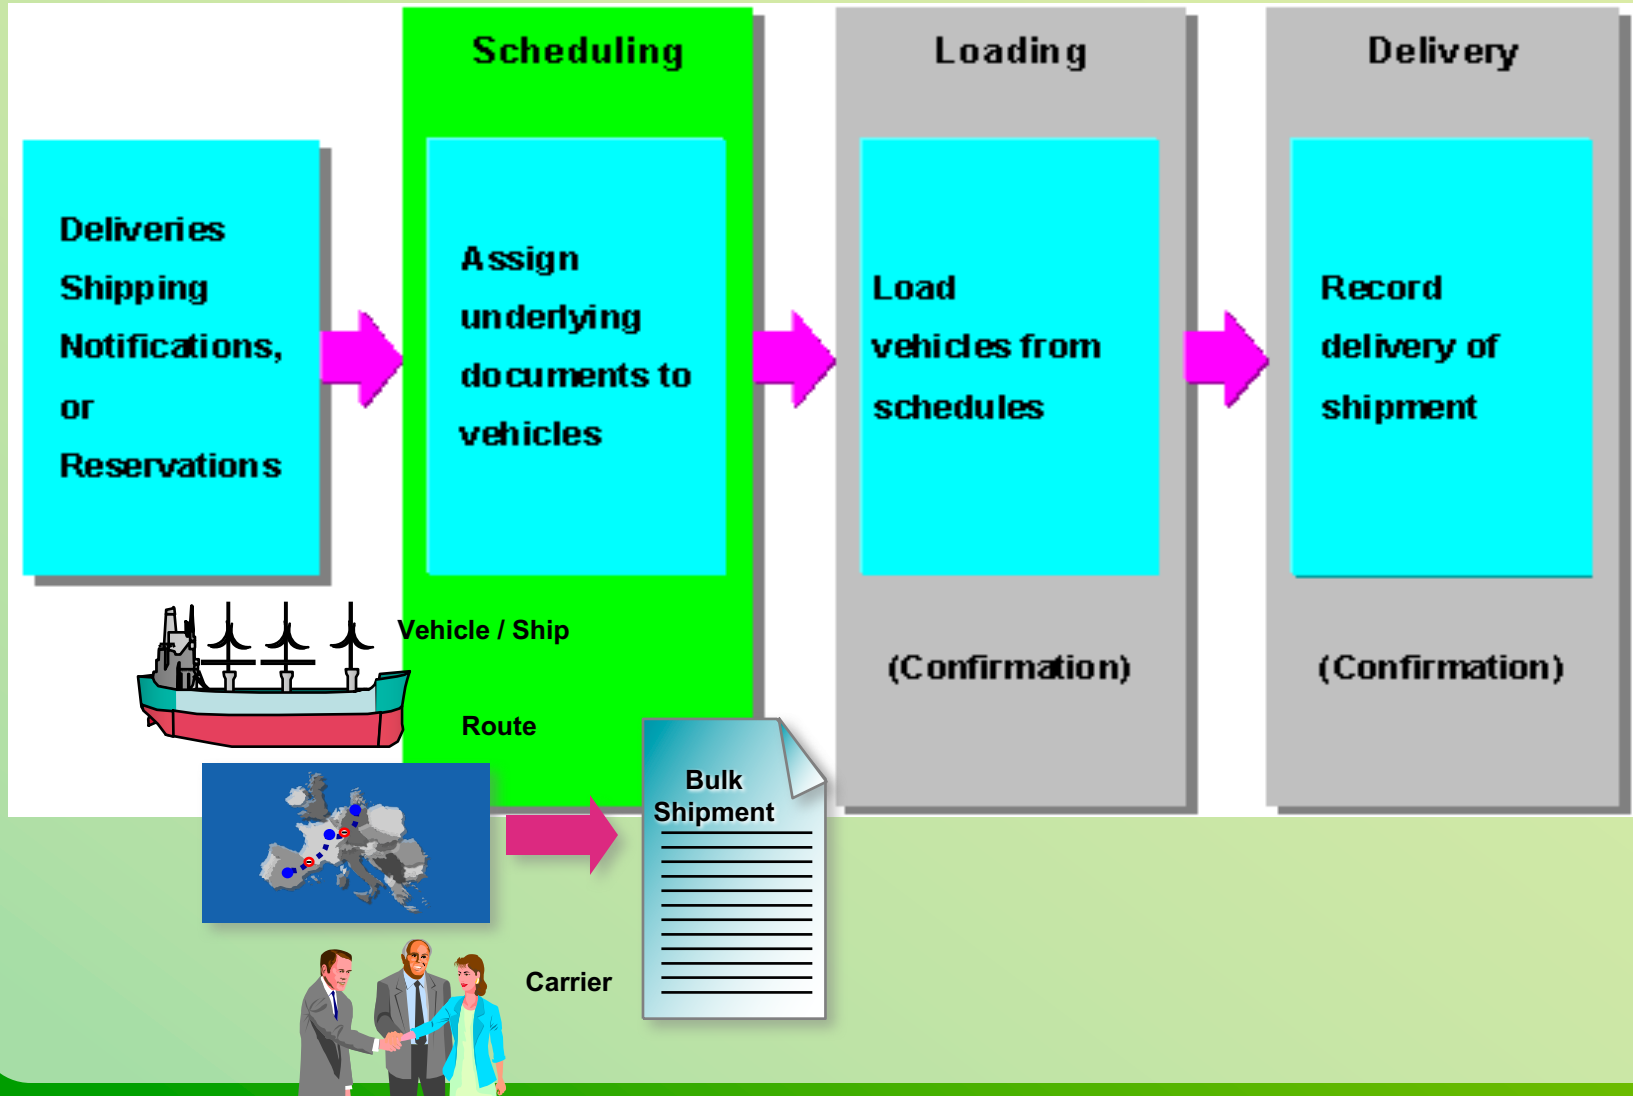 Scheduling
Loading
Delivery
Deliveries
Shipping
Notifications,
or
Reservations
Assign
underlying
documents to
vehicles
Load
vehicles from
schedules
Record
delivery of
shipment
(Confirmation)
(Confirmation)
Vehicle / Ship
Route
Bulk
Shipment
Carrier